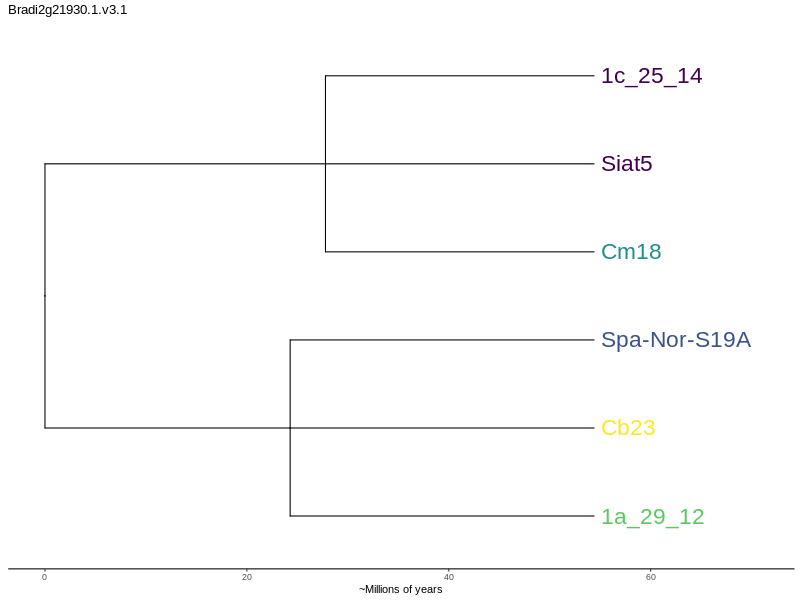 Bradi2g21930.1.v3.1
1c_25_14
Siat5
Cm18
Spa-Nor-S19A
Cb23
1a_29_12
0 20 40 60
~Millions of years